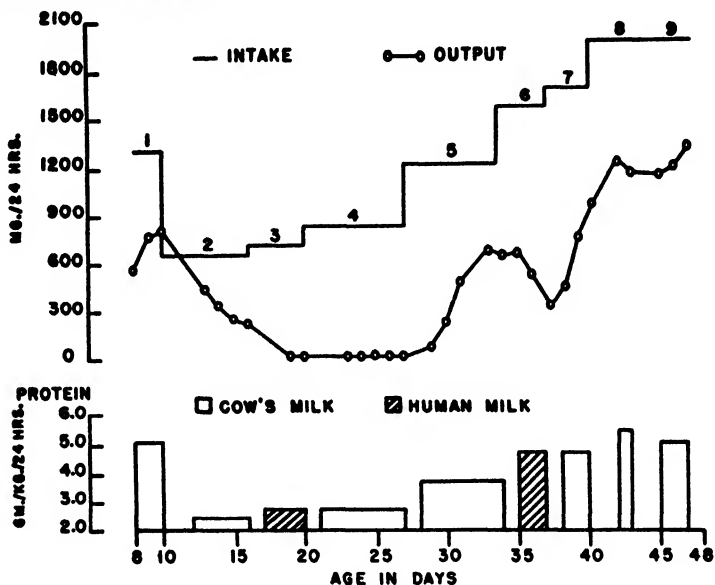 2100
1800
1500
1200
900
600
300
0
MG./24 HRS.
— INTAKE
OUTPUT
1
2
3
4
5
6
7
8
9
PROTEIN
GM./KG./24 HRS.
6.0
5.0
4.0
3.0
2.0
COW'S MILK
HUMAN MILK
8 10 15 20 25 30 35 40 45 48
AGE IN DAYS